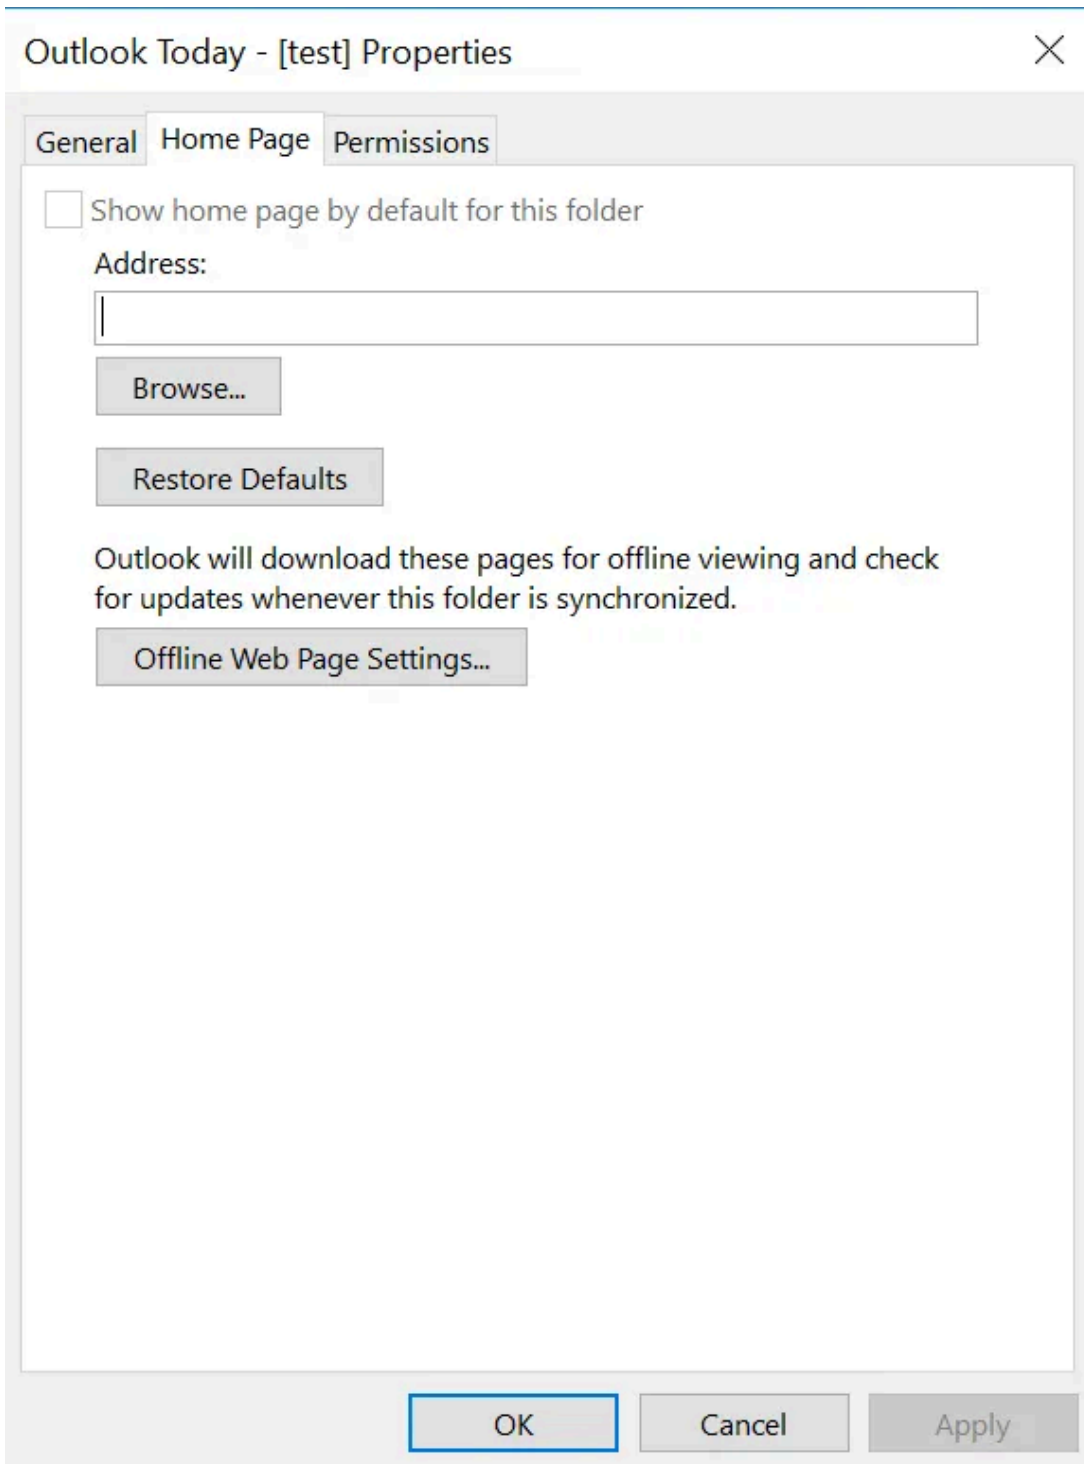 Outlook Today - [test] Properties
General Home Page Permissions
Show home page by default for this folder
Address:
Browse...
Restore Defaults
Outlook will download these pages for offline viewing and check
for updates whenever this folder is synchronized.
Offline Web Page Settings...
OK Cancel Apply